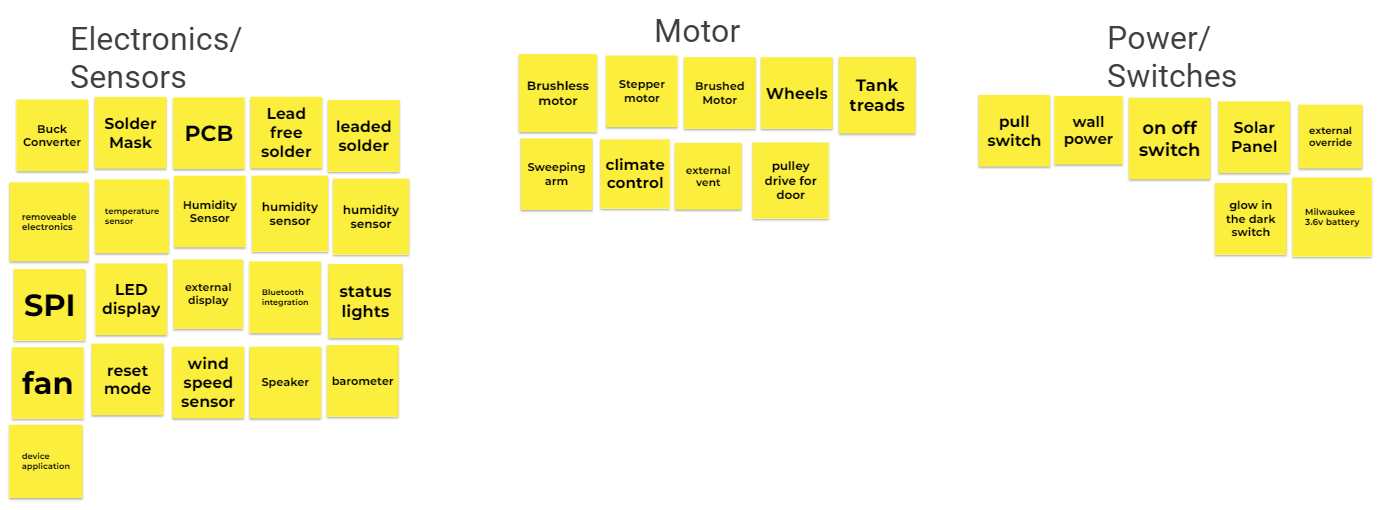 Electronics/
Sensors
Buck
Converter
Solder
Mask
PCB
Lead
free
solder
leaded
solder
removeable
electronics
temperature
sensor
Humidity
Sensor
humidity
sensor
humidity
sensor
SPI
LED
display
external
display
Bluetooth
integration
status
lights
fan
reset
mode
wind
speed
sensor
Speaker
barometer
device
application
Motor
Brushless
motor
Stepper
motor
Brushed
Motor
Wheels
Tank
treads
Sweeping
arm
climate
control
external
vent
pulley
drive for
door
Power/
Switches
pull
switch
wall
power
on off
switch
Solar
Panel
external
override
glow in
the dark
switch
Milwaukee
3.6v battery